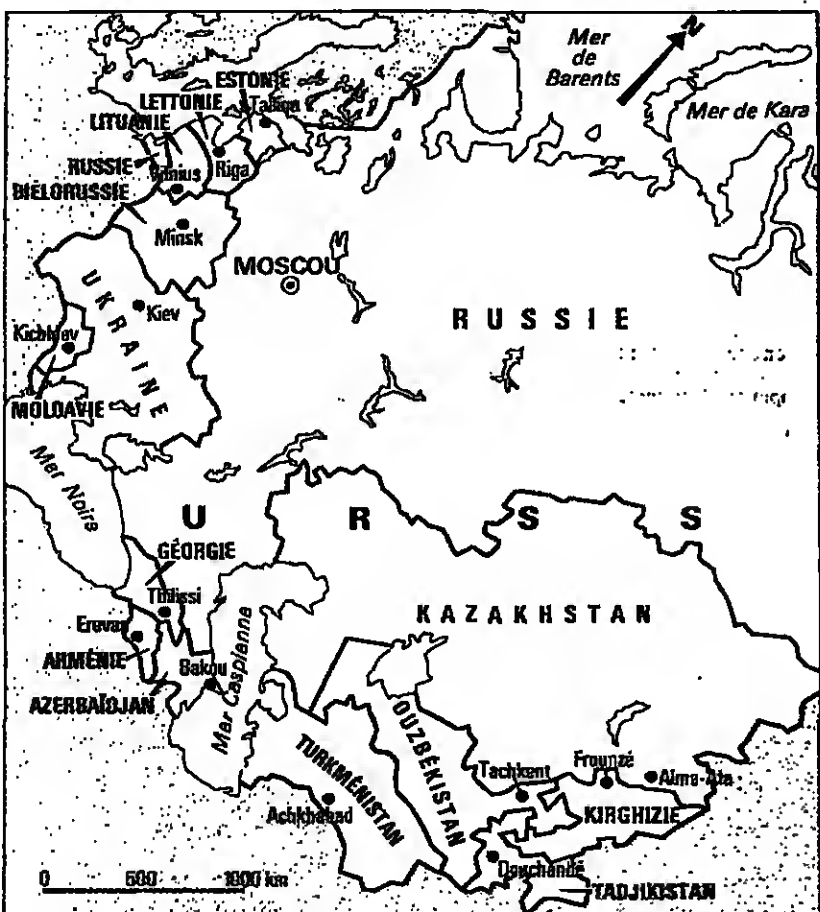 N
Mer
de
Barents
Mer de Kara
ESTONIE
LETTONIE
Tallinn
LITUANIE
RUSSIE
Vilnius
Riga
BIÉLORUSSIE
Minsk
MOSCOU
UKRAINE
Kiev
RUSSIE
Kichinev
MOLDAVIE
Mer Noire
U R S S
GÉORGIE
Tbilissi
KAZAKHSTAN
Erevan
ARMÉNIE
Bakou
Mer Caspienne
AZERBAÏDJAN
OUZBÉKISTAN
TURKMÉNISTAN
Tachkent
Frounzé
Alma-Ata
Achkhabad
KIRGHIZIE
Douchanbé
0 500 1000 km
TADJIKISTAN